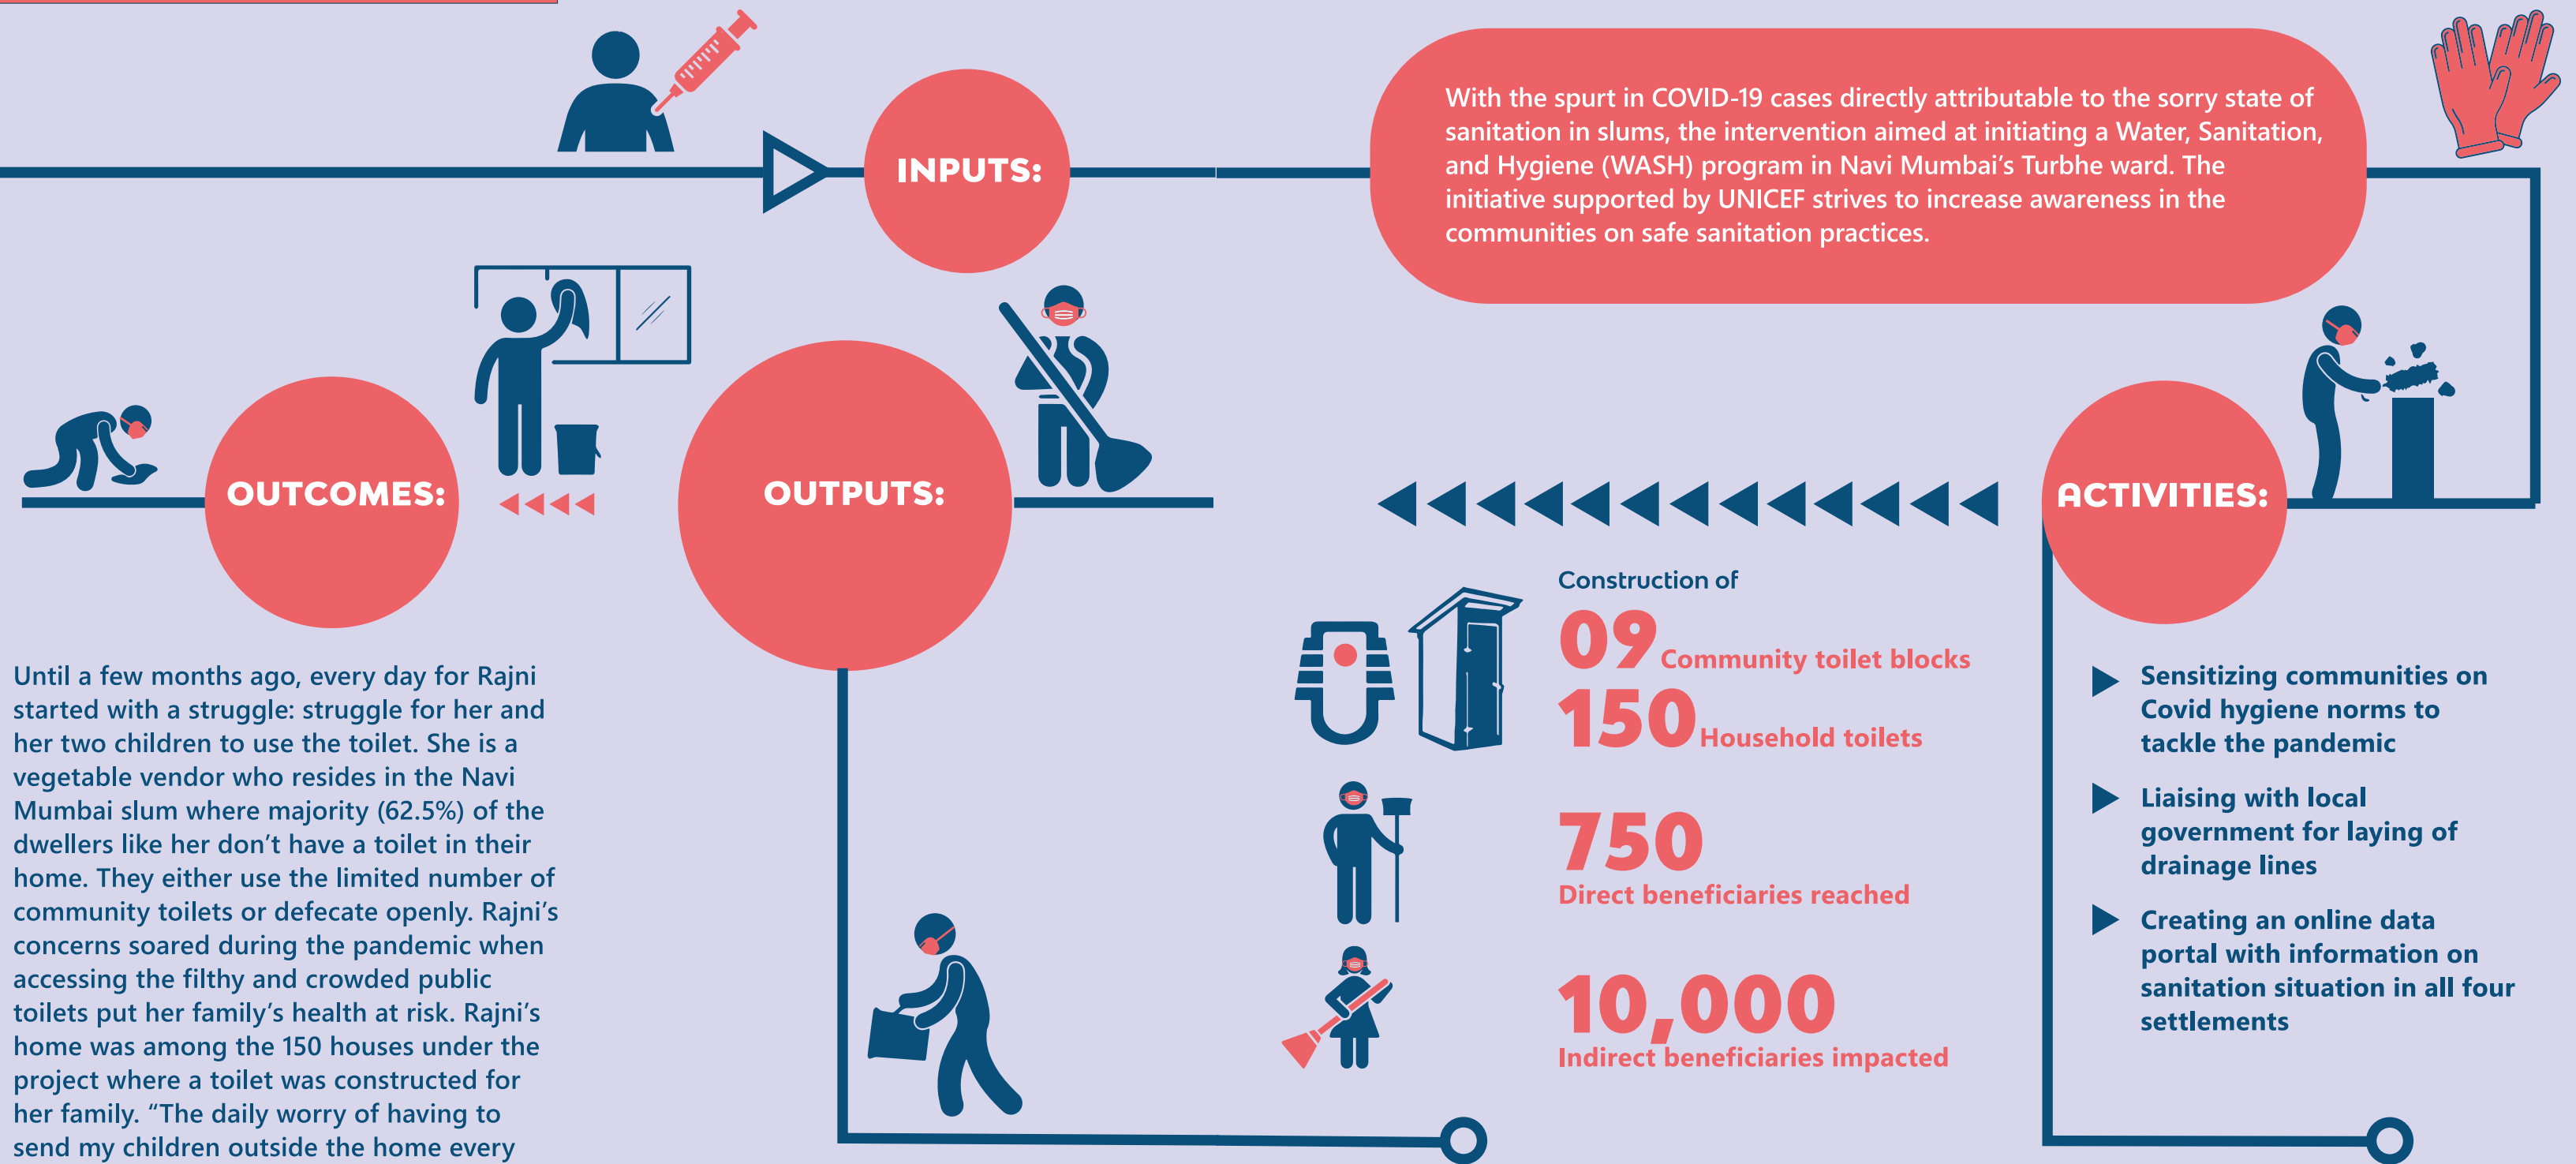 INPUTS:
With the spurt in COVID-19 cases directly attributable to the sorry state of
sanitation in slums, the intervention aimed at initiating a Water, Sanitation,
and Hygiene (WASH) program in Navi Mumbai’s Turbhe ward. The
initiative supported by UNICEF strives to increase awareness in the
communities on safe sanitation practices.
ACTIVITIES:
Sensitizing communities on
Covid hygiene norms to
tackle the pandemic
Liaising with local
government for laying of
drainage lines
Creating an online data
portal with information on
sanitation situation in all four
settlements
OUTPUTS:
Construction of
09 Community toilet blocks
150 Household toilets
750
Direct beneficiaries reached
10,000
Indirect beneficiaries impacted
OUTCOMES:
Until a few months ago, every day for Rajni
started with a struggle: struggle for her and
her two children to use the toilet. She is a
vegetable vendor who resides in the Navi
Mumbai slum where majority (62.5%) of the
dwellers like her don’t have a toilet in their
home. They either use the limited number of
community toilets or defecate openly. Rajni’s
concerns soared during the pandemic when
accessing the filthy and crowded public
toilets put her family’s health at risk. Rajni’s
home was among the 150 houses under the
project where a toilet was constructed for
her family. “The daily worry of having to
send my children outside the home every